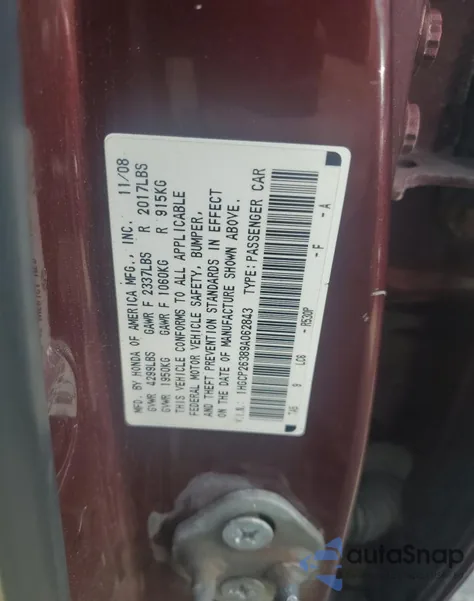 MFD. BY HONDA OF AMERICA MFG., INC. 11/08
GVWR 4299LBS GAWR F 2337LBS R 2017LBS
GVWR 1950KG GAWR F 1060KG R 915KG
THIS VEHICLE CONFORMS TO ALL APPLICABLE
FEDERAL MOTOR VEHICLE SAFETY, BUMPER,
AND THEFT PREVENTION STANDARDS IN EFFECT
ON THE DATE OF MANUFACTURE SHOWN ABOVE.
V.I.N.: 1HGCP26389A062843 TYPE:PASSENGER CAR
- R530P - F - A
autoSnap